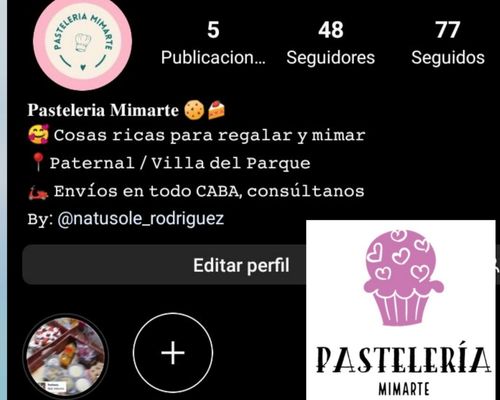 PASTELERIA MIMARTE
5 48 77
Publicacion... Seguidores Seguidos
Pasteleria Mimarte 🍪🍰
🥰 Cosas ricas para regalar y mimar
📍 Paternal / Villa del Parque
🛵 Envíos en todo CABA, consúltanos
By: @natusole_rodriguez
Editar perfil
PASTELERÍA
MIMARTE